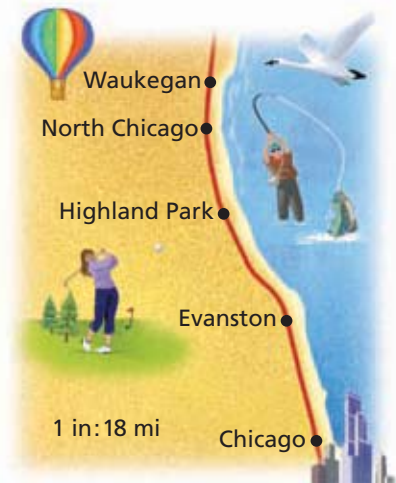 Waukegan
North Chicago
Highland Park
Evanston
1 in:18 mi
Chicago